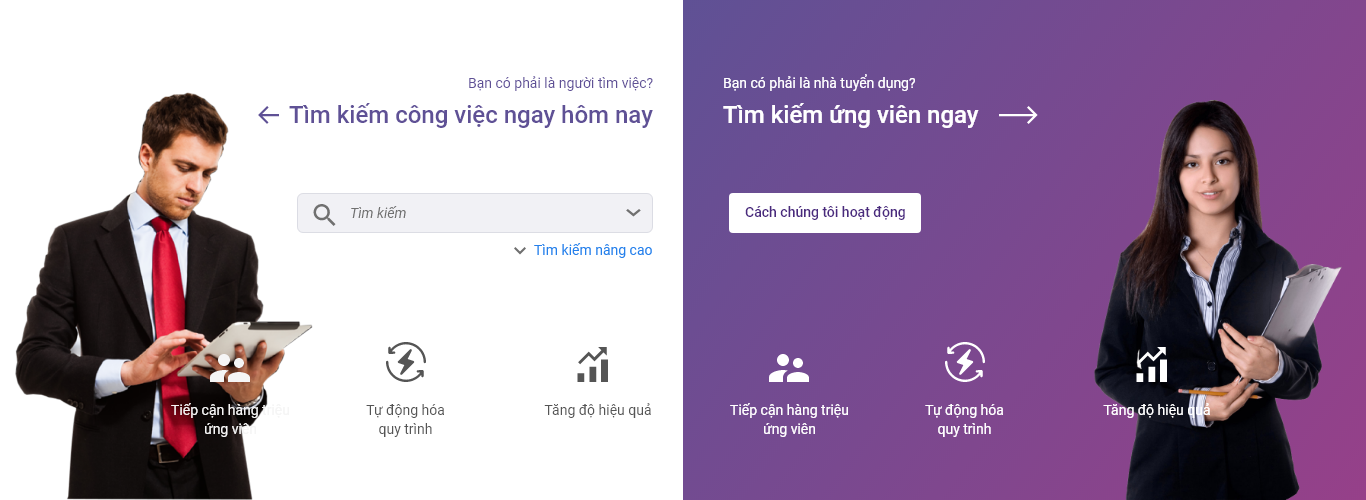 Bạn có phải là người tìm việc?
Tìm kiếm công việc ngay hôm nay
Tìm kiếm
Tìm kiếm nâng cao
Tiếp cận hàng triệu
ứng viên
Tự động hóa
quy trình
Tăng độ hiệu quả
Bạn có phải là nhà tuyển dụng?
Tìm kiếm ứng viên ngay
Cách chúng tôi hoạt động
Tiếp cận hàng triệu
ứng viên
Tự động hóa
quy trình
Tăng độ hiệu quả